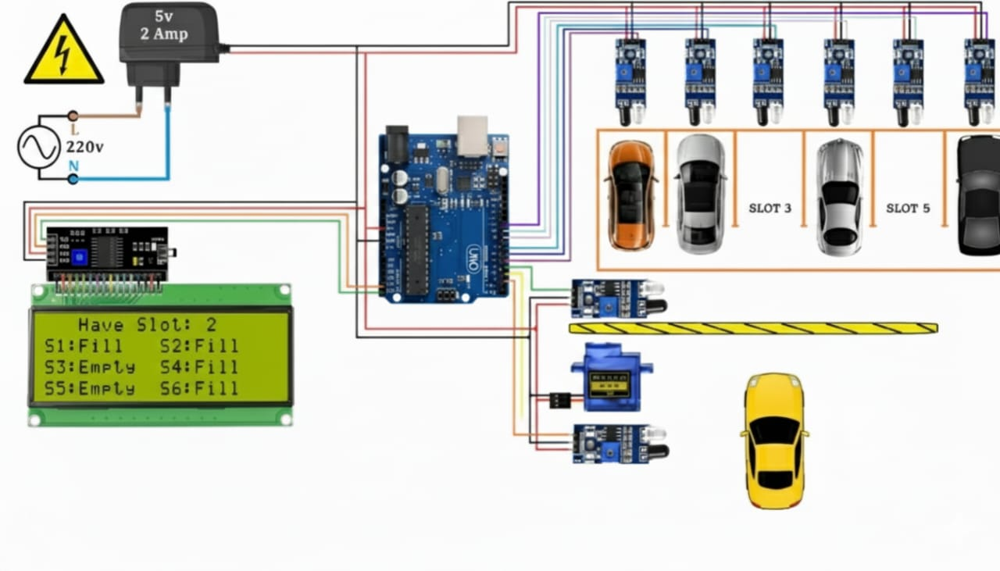 5v
2 Amp
L
220v
N
SLOT 3
SLOT 5
UNO
Have Slot: 2
S1:Fill S2:Fill
S3:Empty S4:Fill
S5:Empty S6:Fill